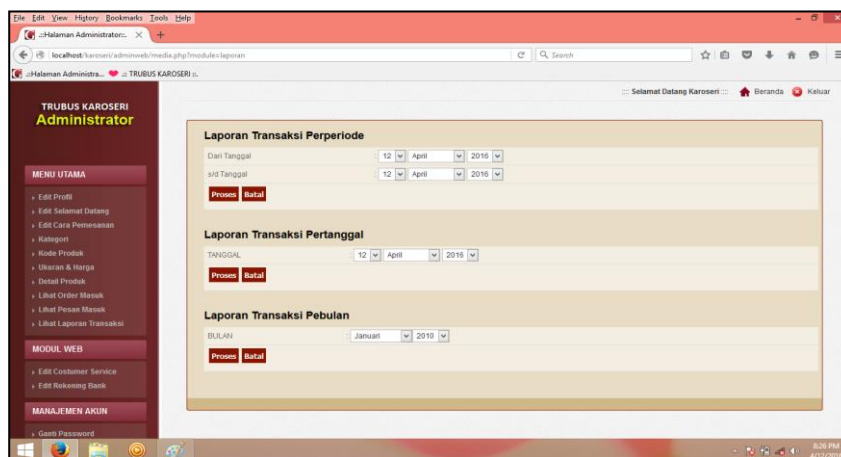 File Edit View History Bookmarks Tools Help
.::Halaman Administrator::. × +
localhost/karoseri/adminweb/media.php?module=laporan
Search
.::Halaman Administra... .:: TRUBUS KAROSERI ::.
:::: Selamat Datang Karoseri :::: Beranda Keluar
TRUBUS KAROSERI
Administrator
MENU UTAMA
Edit Profil
Edit Selamat Datang
Edit Cara Pemesanan
Kategori
Kode Produk
Ukuran & Harga
Detail Produk
Lihat Order Masuk
Lihat Pesan Masuk
Lihat Laporan Transaksi
MODUL WEB
Edit Costumer Service
Edit Rekening Bank
MANAJEMEN AKUN
Ganti Password
Laporan Transaksi Perperiode
Dari Tanggal : 12 April 2016
s/d Tanggal : 12 April 2016
Proses Batal
Laporan Transaksi Pertanggal
TANGGAL : 12 April 2016
Proses Batal
Laporan Transaksi Pebulan
BULAN : Januari 2010
Proses Batal
8:26 PM
4/12/2016